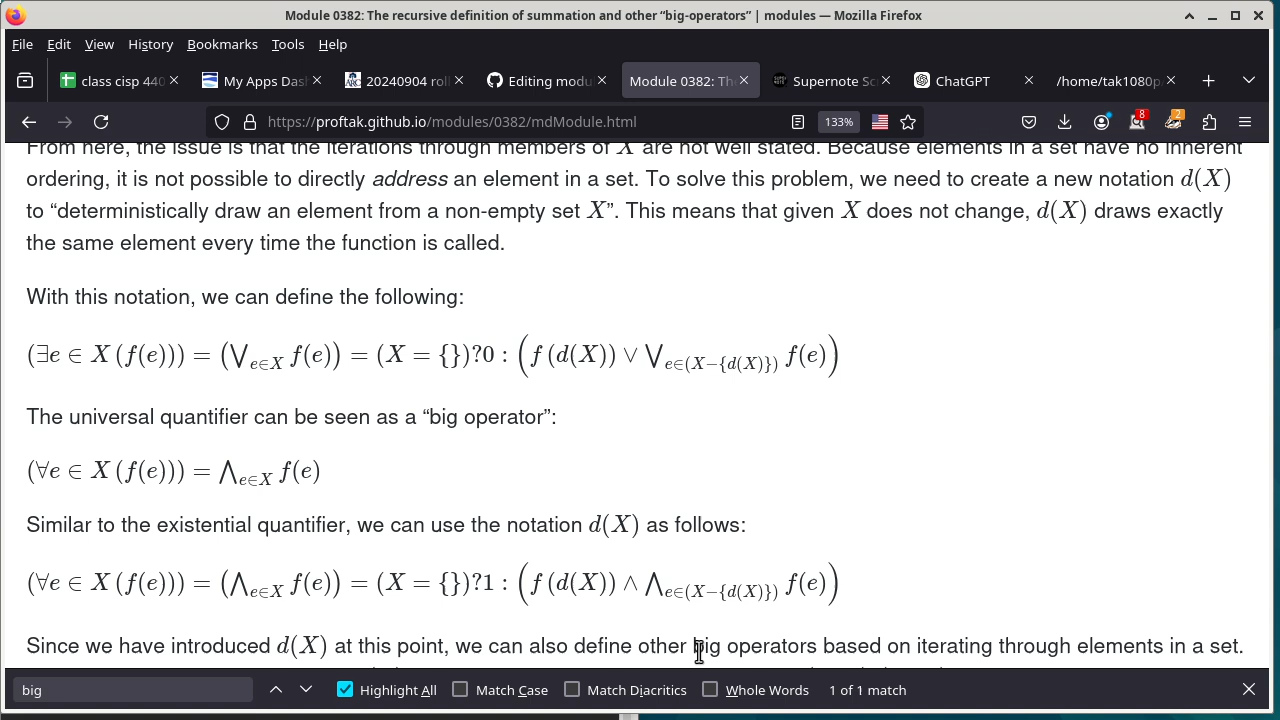 Module 0382: The recursive definition of summation and other “big-operators” | modules — Mozilla Firefox
File Edit View History Bookmarks Tools Help
class cisp 440 My Apps Das 20240904 roll Editing modu Module 0382: The Supernote Sc ChatGPT /home/tak1080p
https://proftak.github.io/modules/0382/mdModule.html 133% 8 2
From here, the issue is that the iterations through members of X are not well stated. Because elements in a set have no inherent
ordering, it is not possible to directly address an element in a set. To solve this problem, we need to create a new notation d(X)
to “deterministically draw an element from a non-empty set X”. This means that given X does not change, d(X) draws exactly
the same element every time the function is called.
With this notation, we can define the following:
(∃e ∈ X (f(e))) = (⋁e∈X f(e)) = (X = {})?0 : (f (d(X)) ∨ ⋁e∈(X−{d(X)}) f(e))
The universal quantifier can be seen as a “big operator”:
(∀e ∈ X (f(e))) = ⋀e∈X f(e)
Similar to the existential quantifier, we can use the notation d(X) as follows:
(∀e ∈ X (f(e))) = (⋀e∈X f(e)) = (X = {})?1 : (f (d(X)) ∧ ⋀e∈(X−{d(X)}) f(e))
Since we have introduced d(X) at this point, we can also define other big operators based on iterating through elements in a set.
big Highlight All Match Case Match Diacritics Whole Words 1 of 1 match